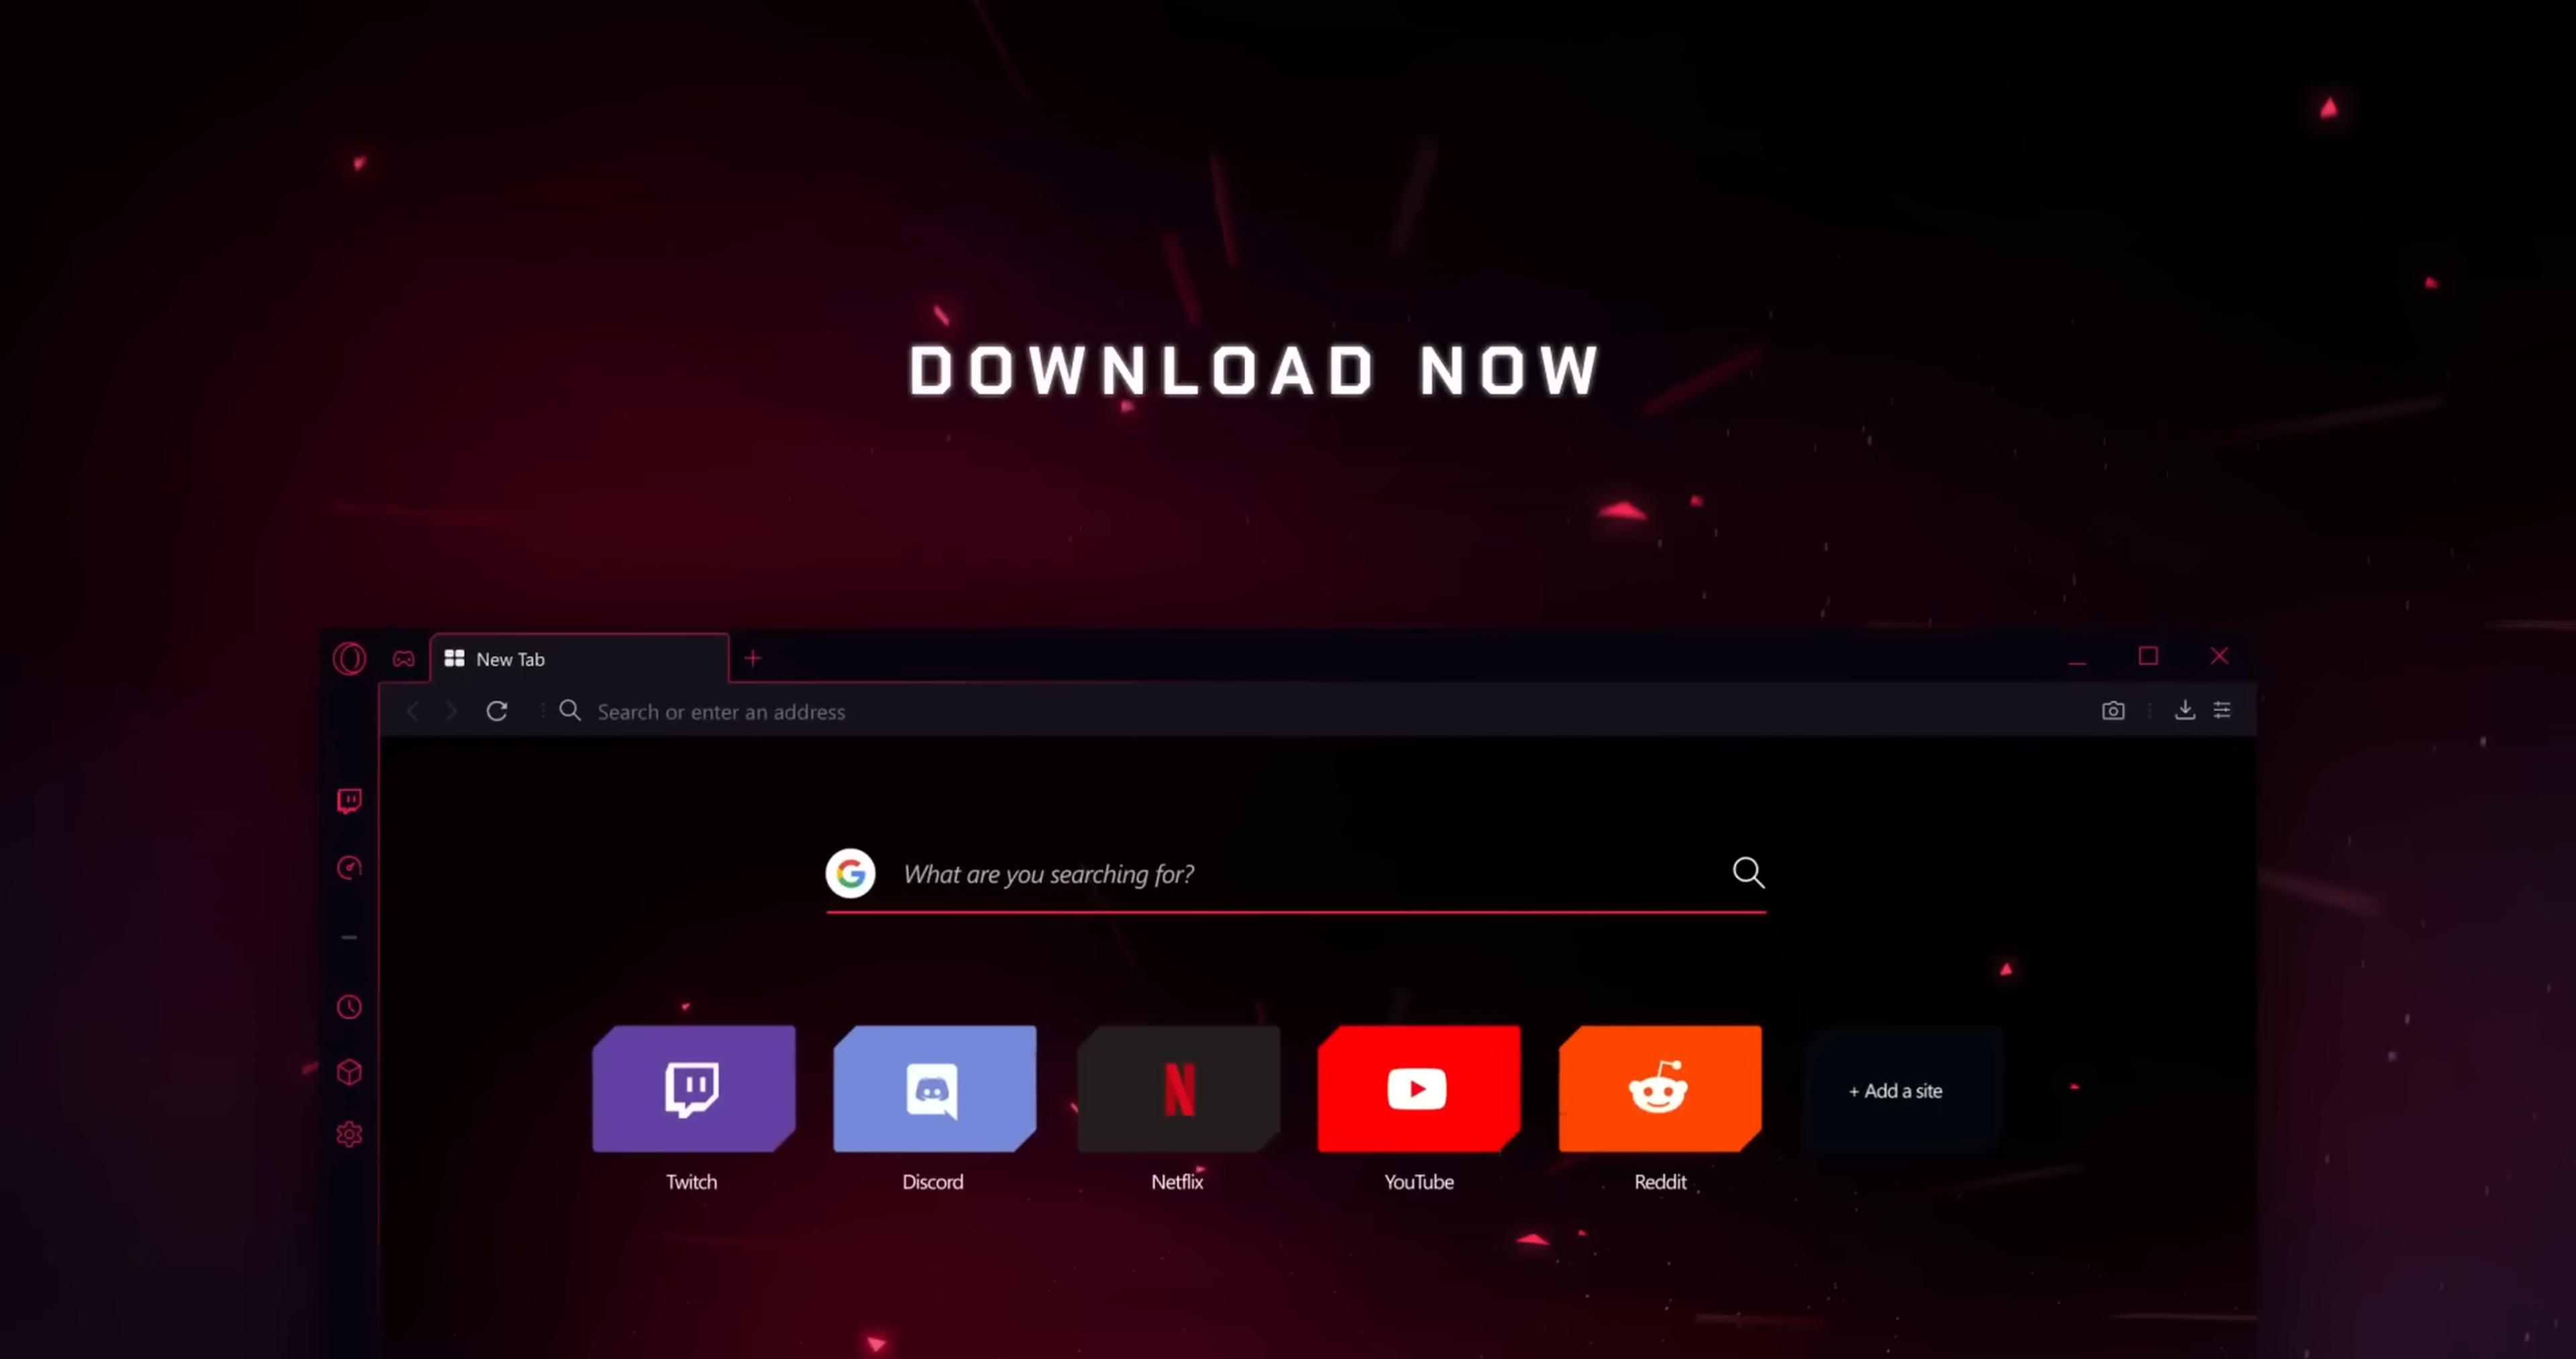 DOWNLOAD NOW
New Tab
Search or enter an address
What are you searching for?
+ Add a site
Twitch Discord Netflix YouTube Reddit